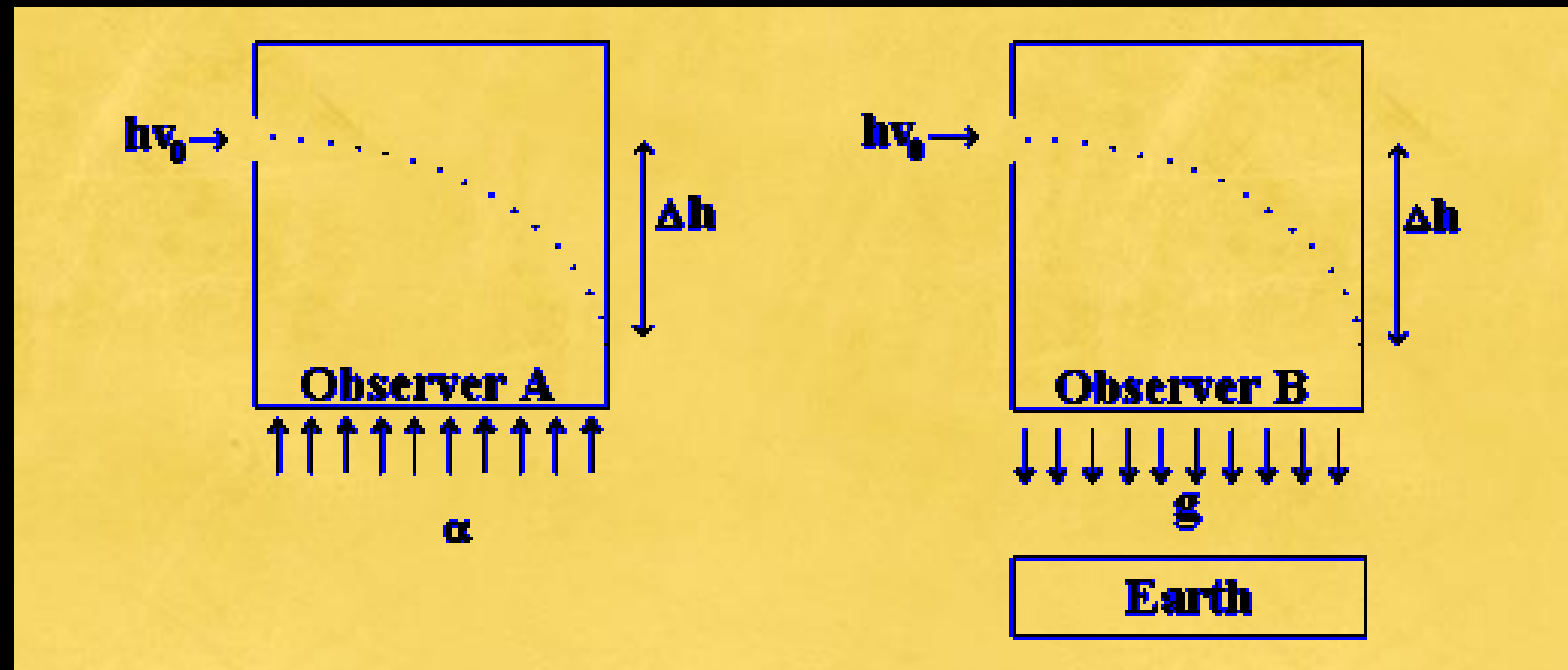 hν₀
Δh
Observer A
α
hν₀
Δh
Observer B
g
Earth